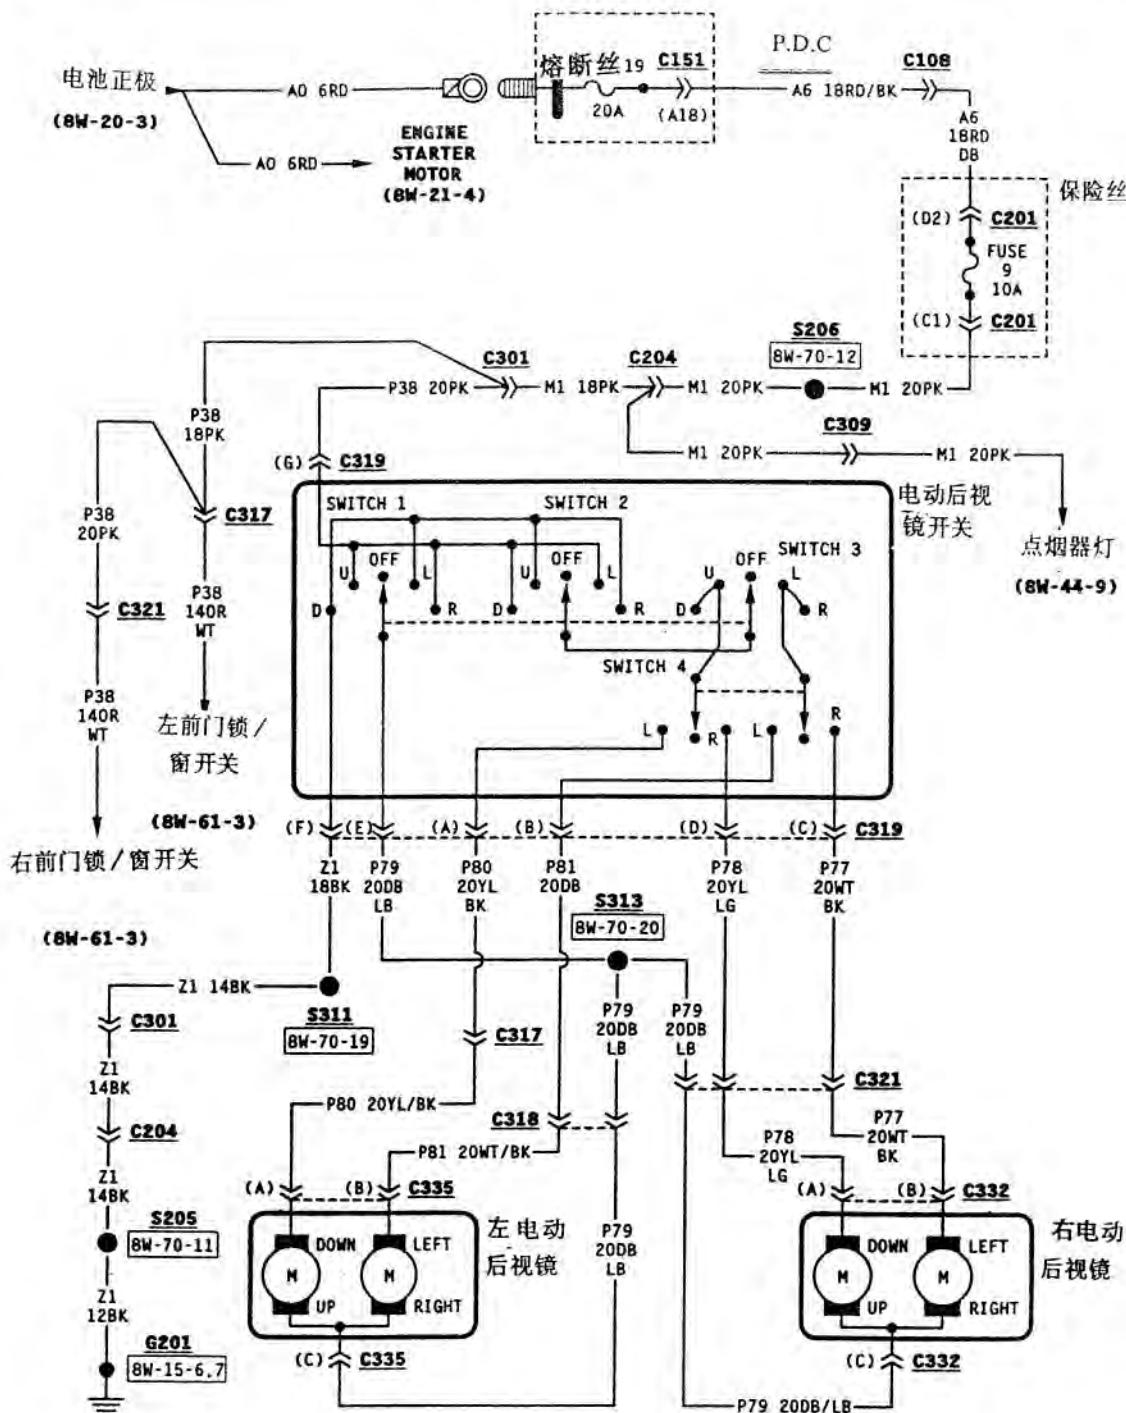 P.D.C
电池正极
(8W-20-3)
A0 6RD
熔断丝19
20A
C151
(A18)
A6 18RD/BK
C108
A0 6RD
ENGINE
STARTER
MOTOR
(8W-21-4)
A6
18RD
DB
保险丝
(D2)
C201
FUSE
9
10A
(C1)
C201
S206
8W-70-12
C301
C204
P38 20PK
M1 18PK
M1 20PK
M1 20PK
P38
18PK
C309
M1 20PK
M1 20PK
(G)
C319
P38
20PK
C317
电动后视
镜开关
点烟器灯
(8W-44-9)
SWITCH 1
SWITCH 2
SWITCH 3
OFF
OFF
OFF
U
L
U
L
U
L
D
R
D
R
D
R
C321
P38
14OR
WT
SWITCH 4
P38
14OR
WT
左前门锁/
窗开关
(8W-61-3)
L
R
L
R
右前门锁/窗开关
(8W-61-3)
(F)
(E)
(A)
(B)
(D)
(C)
C319
Z1
18BK
P79
20DB
LB
P80
20YL
BK
P81
20DB
P78
20YL
LG
P77
20WT
BK
S313
8W-70-20
Z1 14BK
S311
8W-70-19
C301
C317
P79
20DB
LB
P79
20DB
LB
Z1
14BK
C321
P80 20YL/BK
C318
C204
P81 20WT/BK
P78
20YL
LG
P77
20WT
BK
Z1
14BK
(A)
(B)
C335
(A)
(B)
C332
S205
8W-70-11
左电动
后视镜
DOWN
LEFT
M
M
UP
RIGHT
P79
20DB
LB
右电动
后视镜
DOWN
LEFT
M
M
UP
RIGHT
Z1
12BK
G201
8W-15-6.7
(C)
C335
(C)
C332
P79 20DB/LB